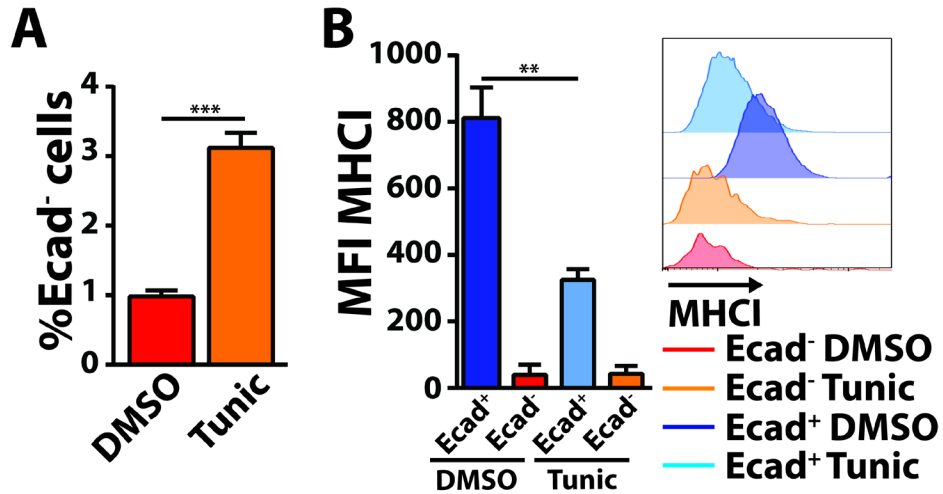 A
%Ecad- cells
4
3
2
1
0
***
DMSO
Tunic
B
MFI MHCI
1000
800
600
400
200
0
**
Ecad+
Ecad-
Ecad+
Ecad-
DMSO
Tunic
MHCI
Ecad- DMSO
Ecad- Tunic
Ecad+ DMSO
Ecad+ Tunic